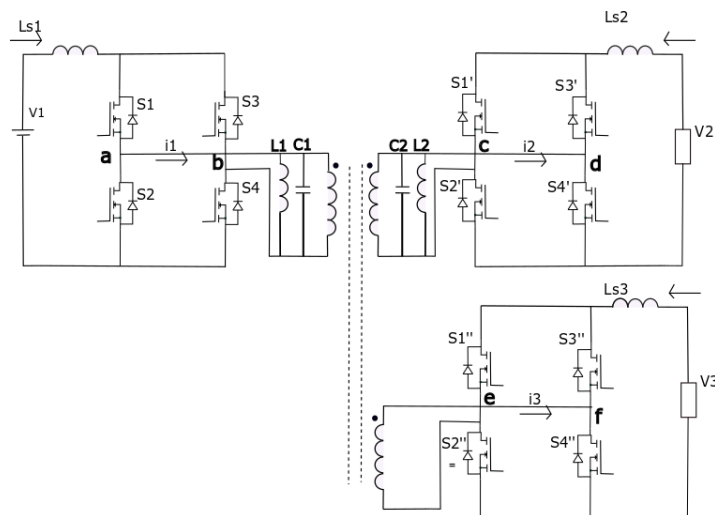 Ls1
Ls2
V1
S1
S3
S1'
S3'
V2
L1 C1
C2 L2
a
i1
b
c
i2
d
S2
S4
S2'
S4'
Ls3
S1''
S3''
V3
e
i3
f
S2''
=
S4''